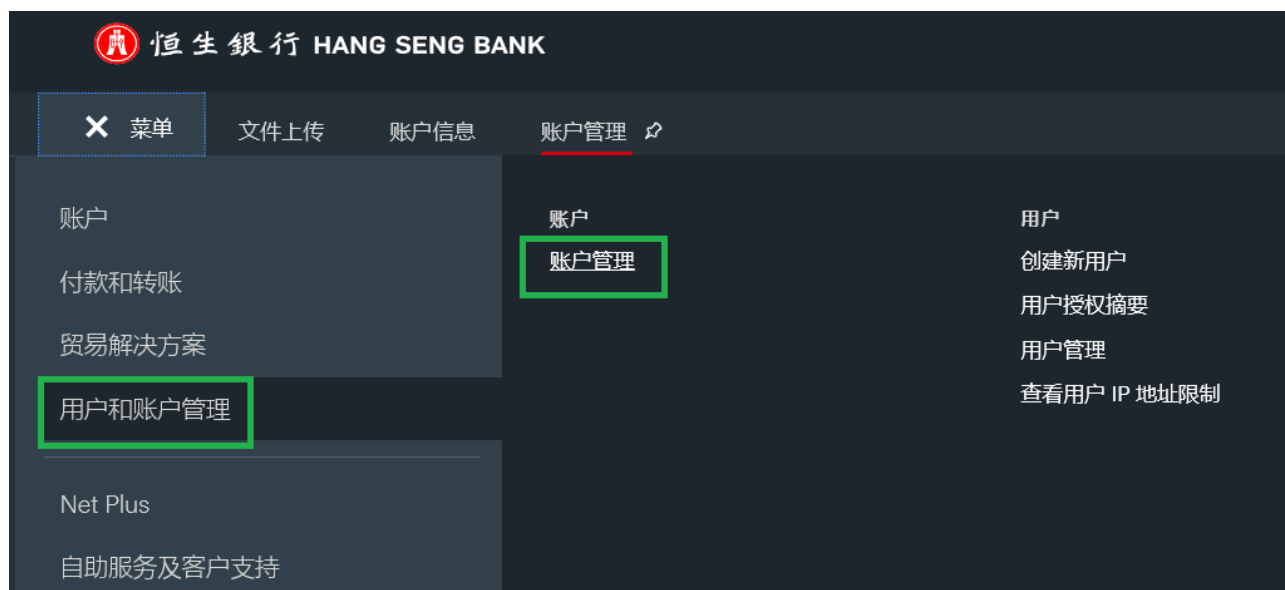 恒生銀行 HANG SENG BANK
菜单 文件上传 账户信息 账户管理
账户
付款和转账
贸易解决方案
用户和账户管理
Net Plus
自助服务及客户支持
账户
账户管理
用户
创建新用户
用户授权摘要
用户管理
查看用户 IP 地址限制